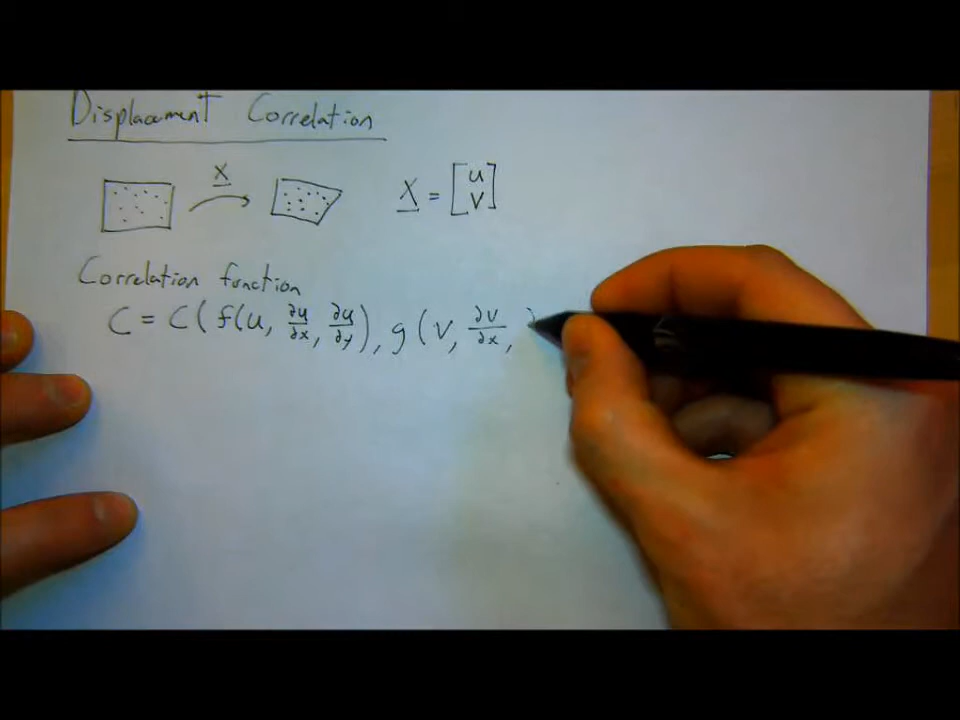 Displacement Correlation
X X = [u v]
Correlation function
C = C( f(u, ∂u/∂x, ∂u/∂y), g(v, ∂v/∂x, ∂